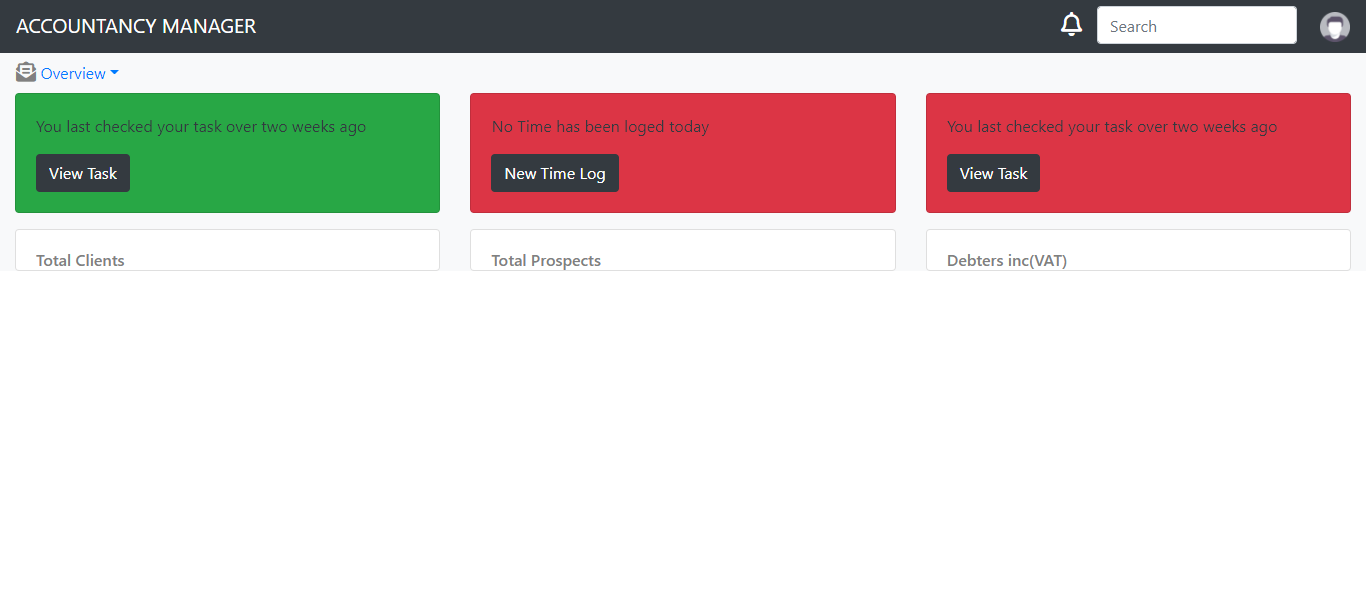 ACCOUNTANCY MANAGER
Search
Overview
You last checked your task over two weeks ago
View Task
No Time has been loged today
New Time Log
You last checked your task over two weeks ago
View Task
Total Clients
Total Prospects
Debters inc(VAT)